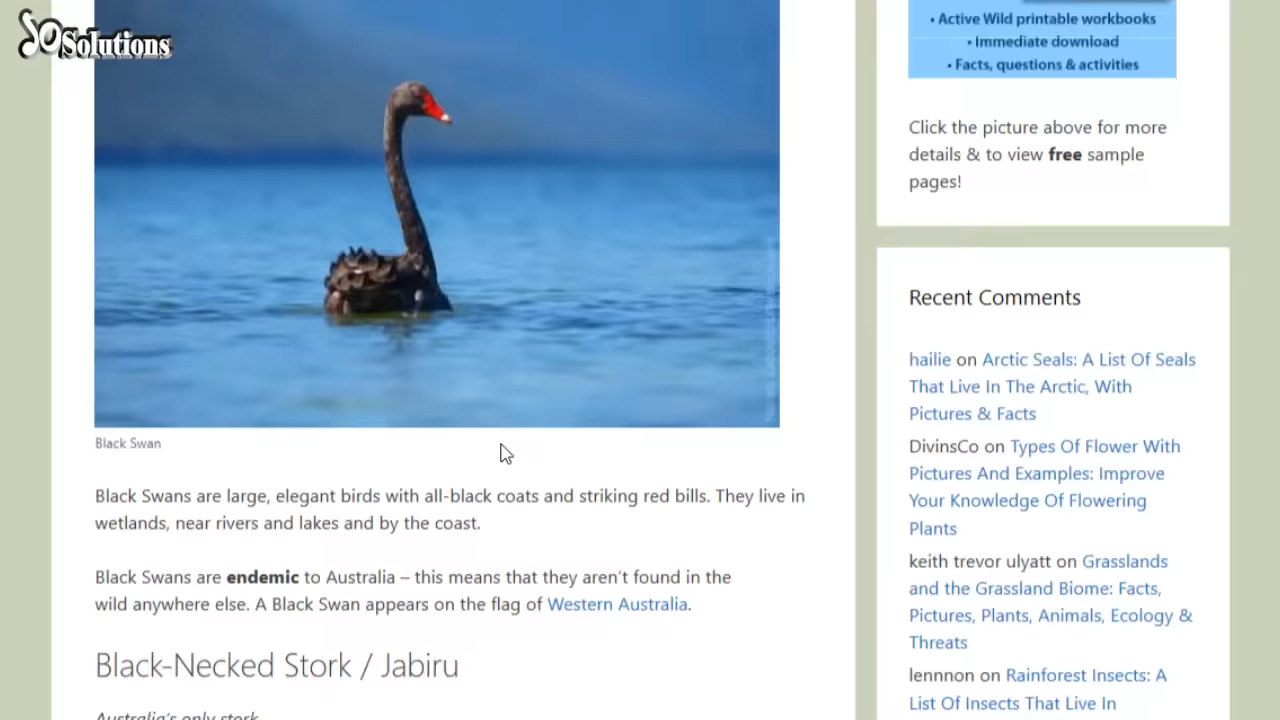 SOSolutions
• Active Wild printable workbooks
• Immediate download
• Facts, questions & activities
Click the picture above for more
details & to view free sample
pages!
Black Swan
Black Swans are large, elegant birds with all-black coats and striking red bills. They live in
wetlands, near rivers and lakes and by the coast.
Black Swans are endemic to Australia – this means that they aren't found in the
wild anywhere else. A Black Swan appears on the flag of Western Australia.
Black-Necked Stork / Jabiru
Australia's only stork
Recent Comments
hailie on Arctic Seals: A List Of Seals
That Live In The Arctic, With
Pictures & Facts
DivinsCo on Types Of Flower With
Pictures And Examples: Improve
Your Knowledge Of Flowering
Plants
keith trevor ulyatt on Grasslands
and the Grassland Biome: Facts,
Pictures, Plants, Animals, Ecology &
Threats
lennnon on Rainforest Insects: A
List Of Insects That Live In